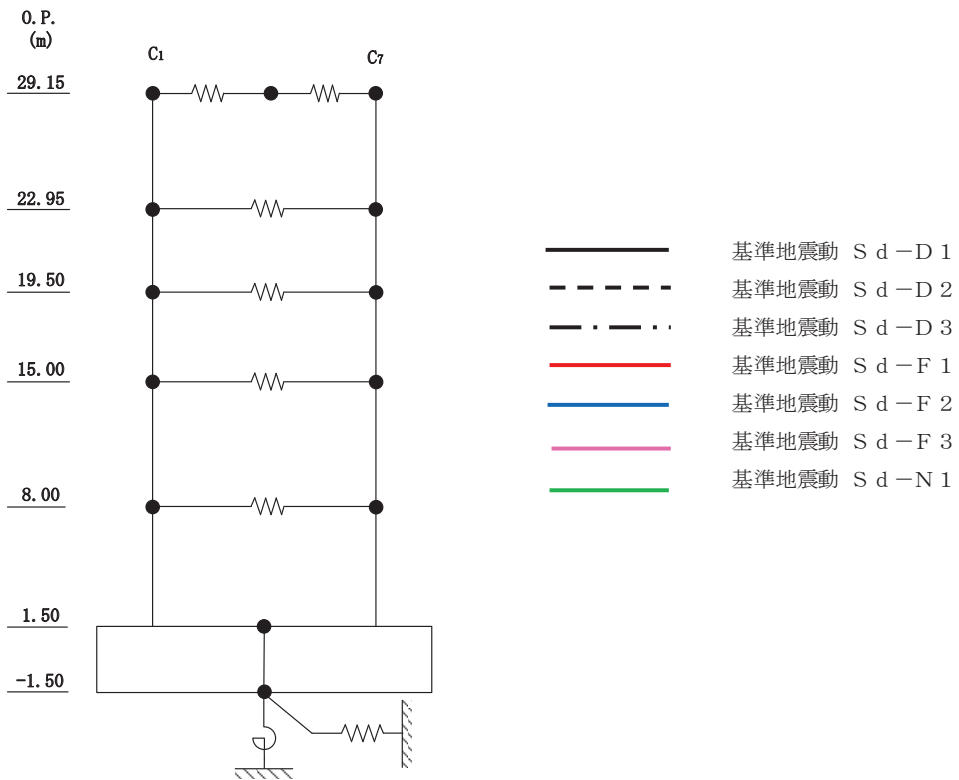 O.P.
(m)
C1
C7
29.15
22.95
19.50
15.00
8.00
1.50
-1.50
基準地震動 Ｓｄ－Ｄ１
基準地震動 Ｓｄ－Ｄ２
基準地震動 Ｓｄ－Ｄ３
基準地震動 Ｓｄ－Ｆ１
基準地震動 Ｓｄ－Ｆ２
基準地震動 Ｓｄ－Ｆ３
基準地震動 Ｓｄ－Ｎ１